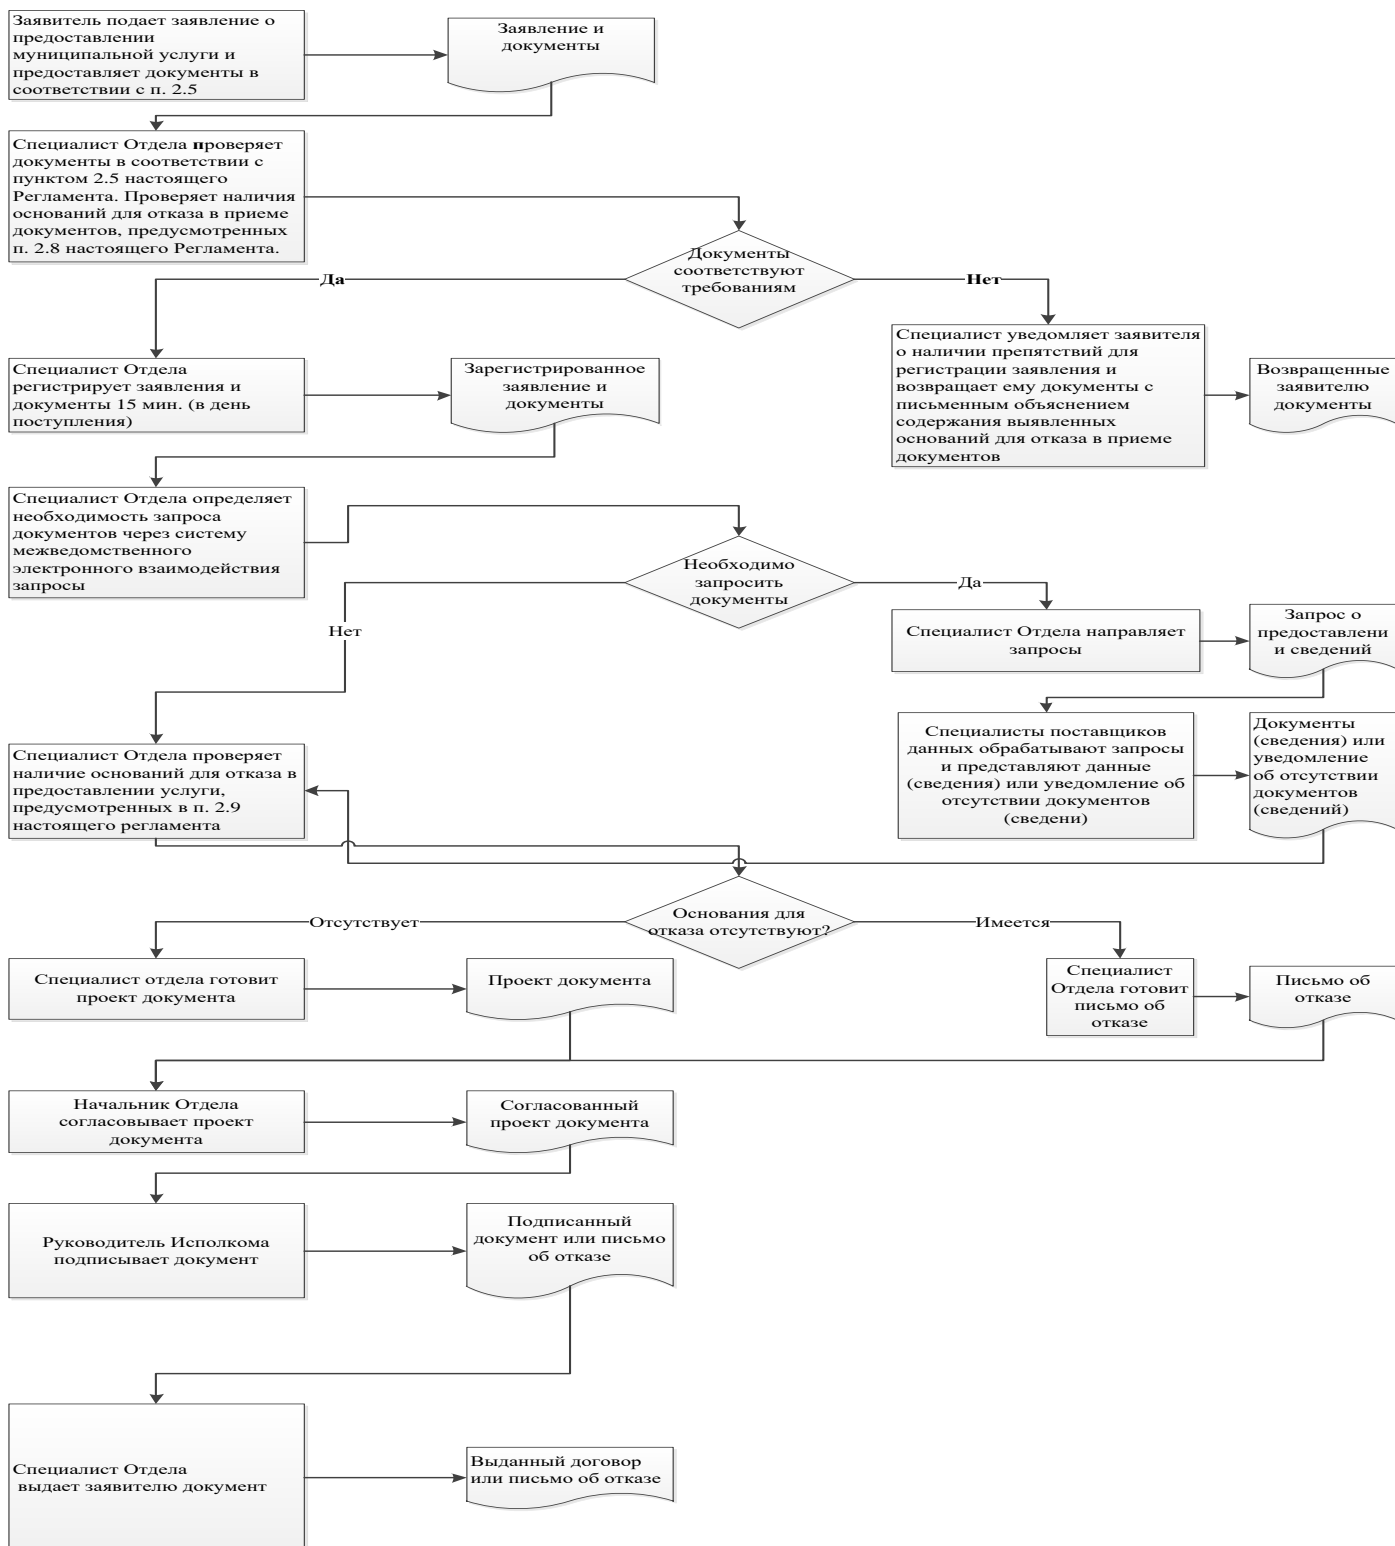 Заявитель подает заявление о
предоставлении
муниципальной услуги и
предоставляет документы в
соответствии с п. 2.5
Заявление и
документы
Специалист Отдела проверяет
документы в соответствии с
пунктом 2.5 настоящего
Регламента. Проверяет наличия
оснований для отказа в приеме
документов, предусмотренных
п. 2.8 настоящего Регламента.
Документы
соответствуют
требованиям
Да
Нет
Специалист Отдела
регистрирует заявления и
документы 15 мин. (в день
поступления)
Зарегистрированное
заявление и
документы
Специалист уведомляет заявителя
о наличии препятствий для
регистрации заявления и
возвращает ему документы с
письменным объяснением
содержания выявленных
оснований для отказа в приеме
документов
Возвращенные
заявителю
документы
Специалист Отдела определяет
необходимость запроса
документов через систему
межведомственного
электронного взаимодействия
запросы
Необходимо
запросить
документы
Да
Нет
Специалист Отдела направляет
запросы
Запрос о
предоставлени
и сведений
Специалисты поставщиков
данных обрабатывают запросы
и представляют данные
(сведения) или уведомление об
отсутствии документов
(сведени)
Документы
(сведения) или
уведомление
об отсутствии
документов
(сведений)
Специалист Отдела проверяет
наличие оснований для отказа в
предоставлении услуги,
предусмотренных в п. 2.9
настоящего регламента
Основания для
отказа отсутствуют?
Отсутствует
Имеется
Специалист отдела готовит
проект документа
Проект документа
Специалист
Отдела готовит
письмо об
отказе
Письмо об
отказе
Начальник Отдела
согласовывает проект
документа
Согласованный
проект документа
Руководитель Исполкома
подписывает документ
Подписанный
документ или письмо
об отказе
Специалист Отдела
выдает заявителю документ
Выданный договор
или письмо об отказе